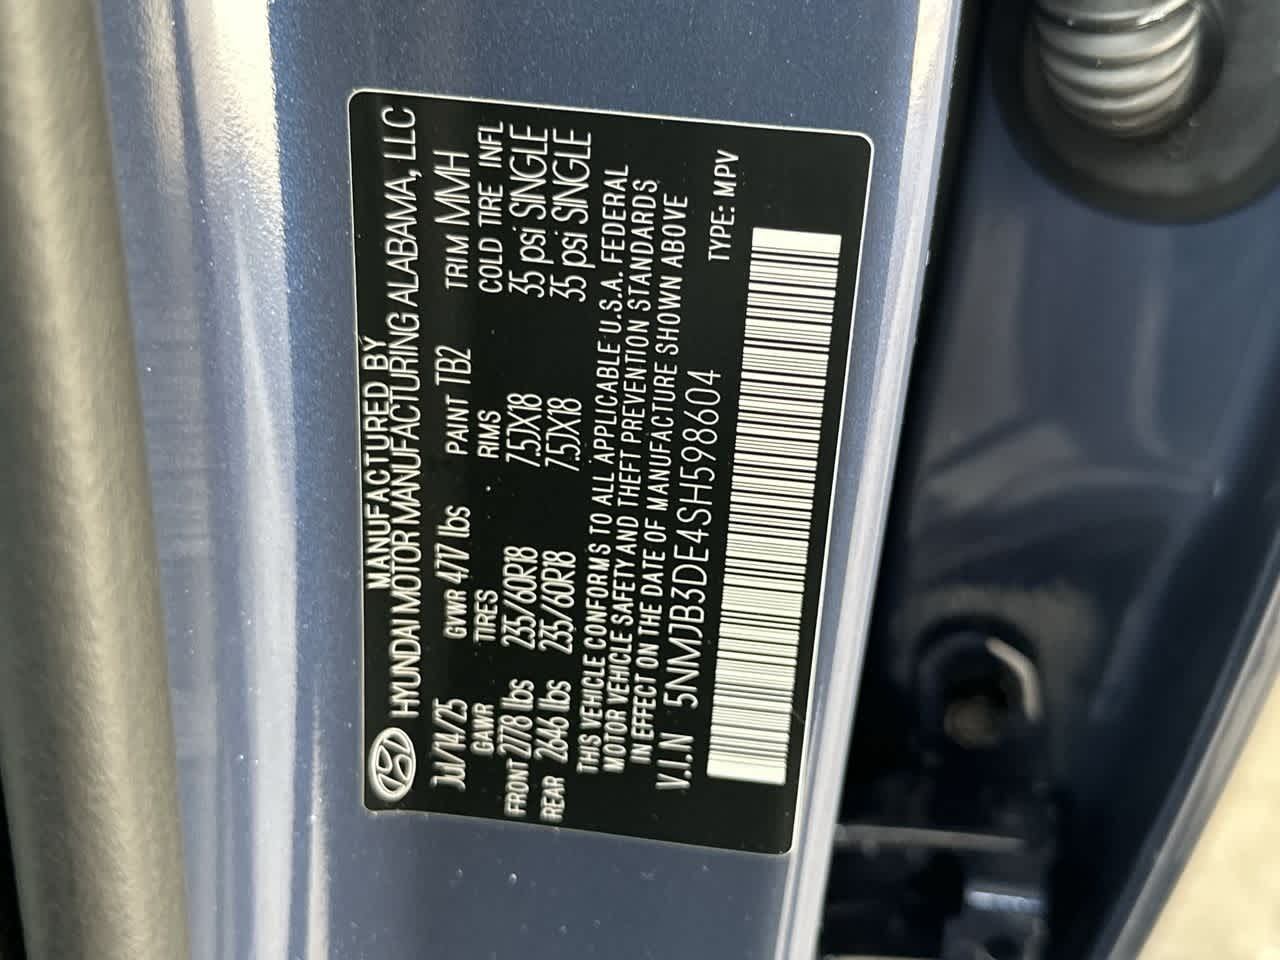 MANUFACTURED BY
HYUNDAI MOTOR MANUFACTURING ALABAMA, LLC
JUL/14/25 GVWR 4717 lbs PAINT TB2 TRIM MMH
GAWR TIRES RIMS COLD TIRE INFL
FRONT 2778 lbs 235/60R18 7.5JX18 35 psi SINGLE
REAR 2646 lbs 235/60R18 7.5JX18 35 psi SINGLE
THIS VEHICLE CONFORMS TO ALL APPLICABLE U.S.A. FEDERAL
MOTOR VEHICLE SAFETY AND THEFT PREVENTION STANDARDS
IN EFFECT ON THE DATE OF MANUFACTURE SHOWN ABOVE
V.I.N 5NMJB3DE4SH598604 TYPE: MPV